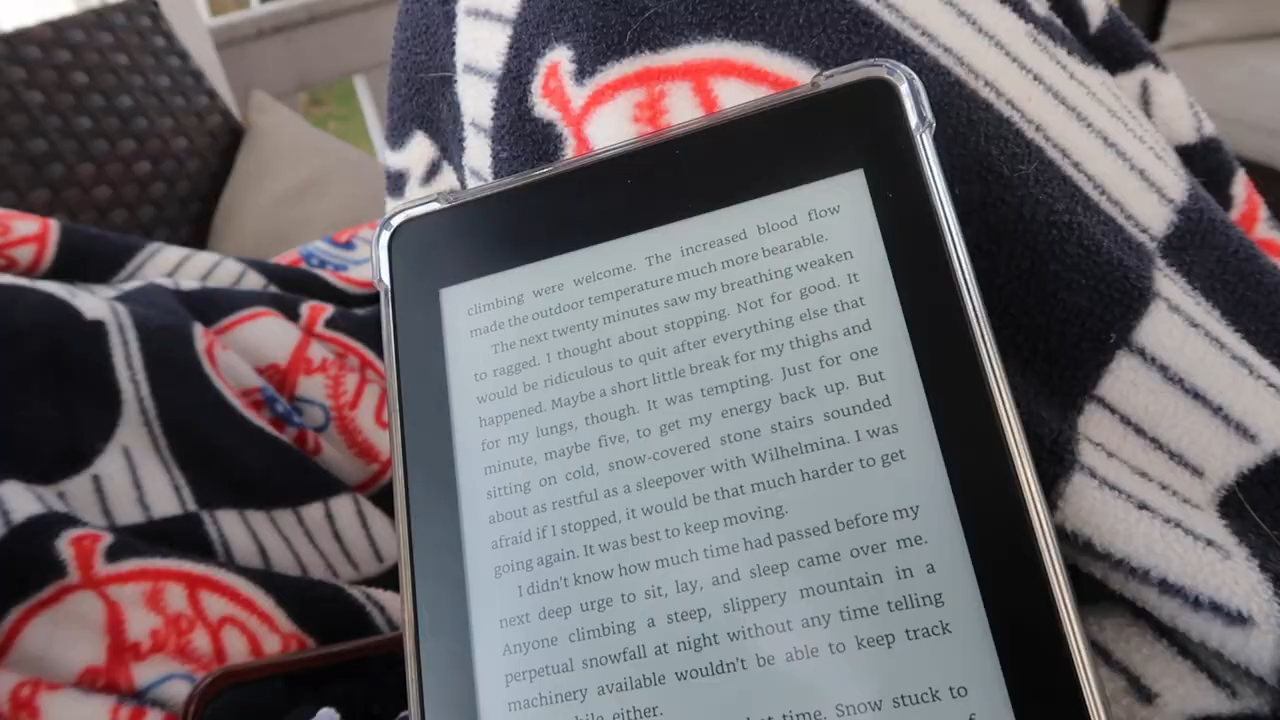 climbing were welcome. The increased blood flow
made the outdoor temperature much more bearable.
The next twenty minutes saw my breathing weaken
to ragged. I thought about stopping. Not for good. It
would be ridiculous to quit after everything else that
happened. Maybe a short little break for my thighs and
for my lungs, though. It was tempting. Just for one
minute, maybe five, to get my energy back up. But
sitting on cold, snow-covered stone stairs sounded
about as restful as a sleepover with Wilhelmina. I was
afraid if I stopped, it would be that much harder to get
going again. It was best to keep moving.
I didn't know how much time had passed before my
next deep urge to sit, lay, and sleep came over me.
Anyone climbing a steep, slippery mountain in a
perpetual snowfall at night without any time telling
machinery available wouldn't be able to keep track
either.
time. Snow stuck to